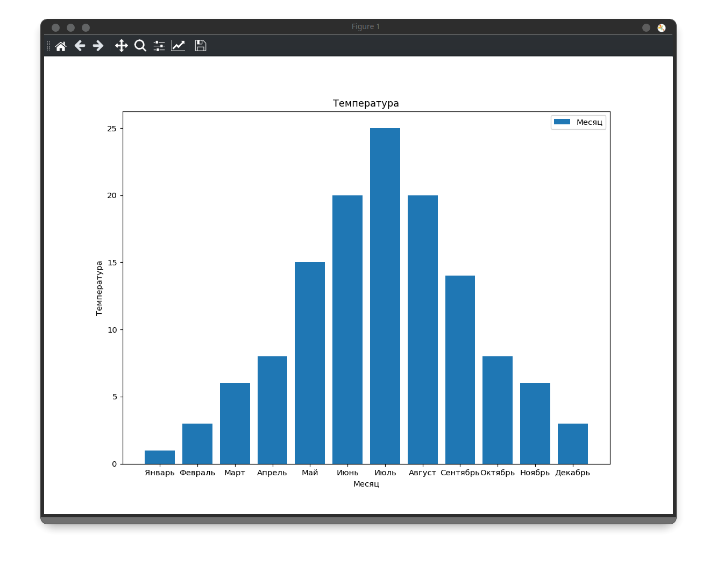 Figure 1
Температура
Месяц
25
20
15
10
5
0
Температура
Январь Февраль Март Апрель Май Июнь Июль Август Сентябрь Октябрь Ноябрь Декабрь
Месяц